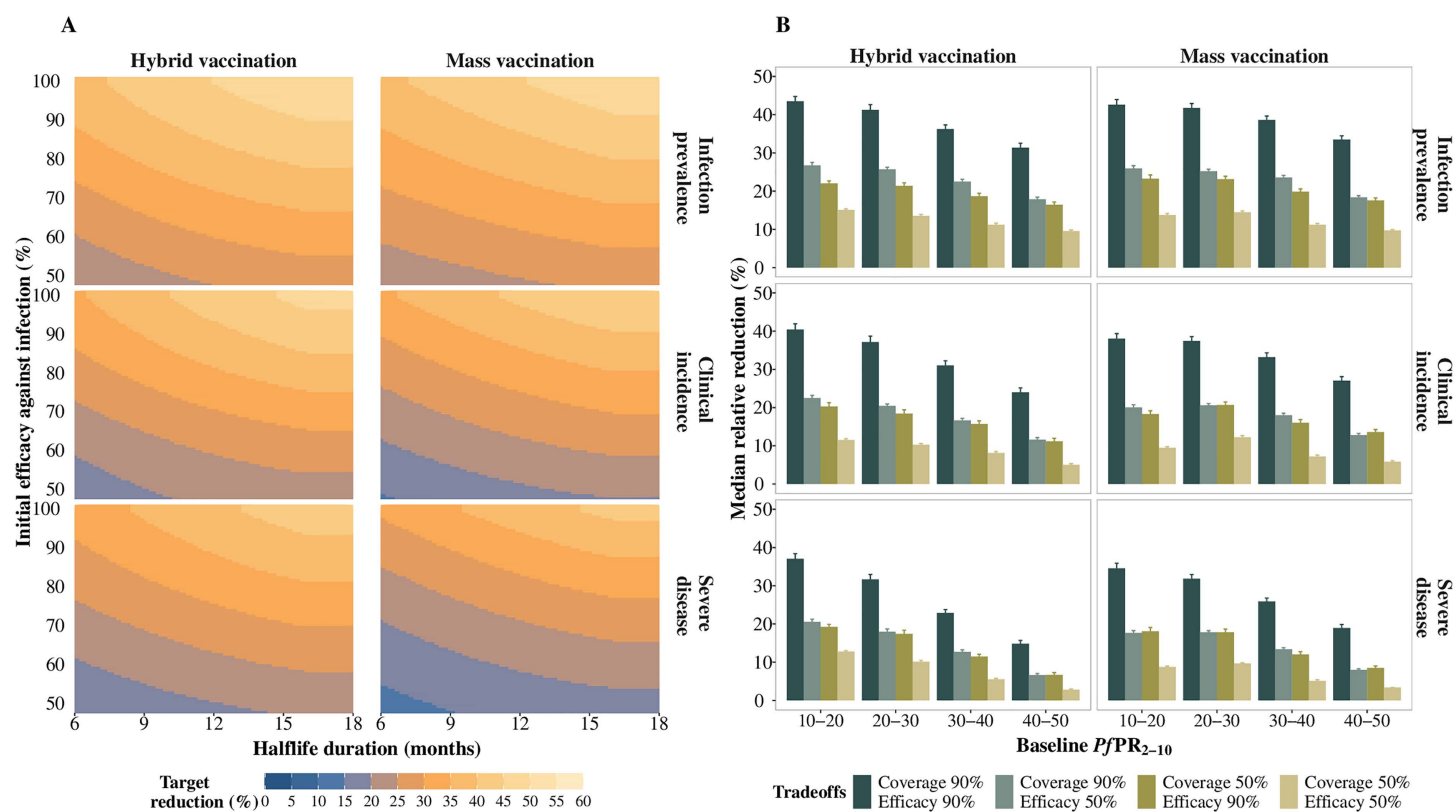 A
Hybrid vaccination
Mass vaccination
Initial efficacy against infection (%)
100
90
80
70
60
50
Infection
prevalence
100
90
80
70
60
50
Clinical
incidence
100
90
80
70
60
50
Severe
disease
6
9
12
15
18
6
9
12
15
18
Halflife duration (months)
Target
reduction (%)
0
5
10
15
20
25
30
35
40
45
50
55
60
B
Hybrid vaccination
Mass vaccination
Median relative reduction (%)
50
40
30
20
10
0
Infection
prevalence
50
40
30
20
10
0
Clinical
incidence
50
40
30
20
10
0
Severe
disease
10–20
20–30
30–40
40–50
10–20
20–30
30–40
40–50
Baseline PfPR2–10
Tradeoffs
Coverage 90%
Efficacy 90%
Coverage 90%
Efficacy 50%
Coverage 50%
Efficacy 90%
Coverage 50%
Efficacy 50%